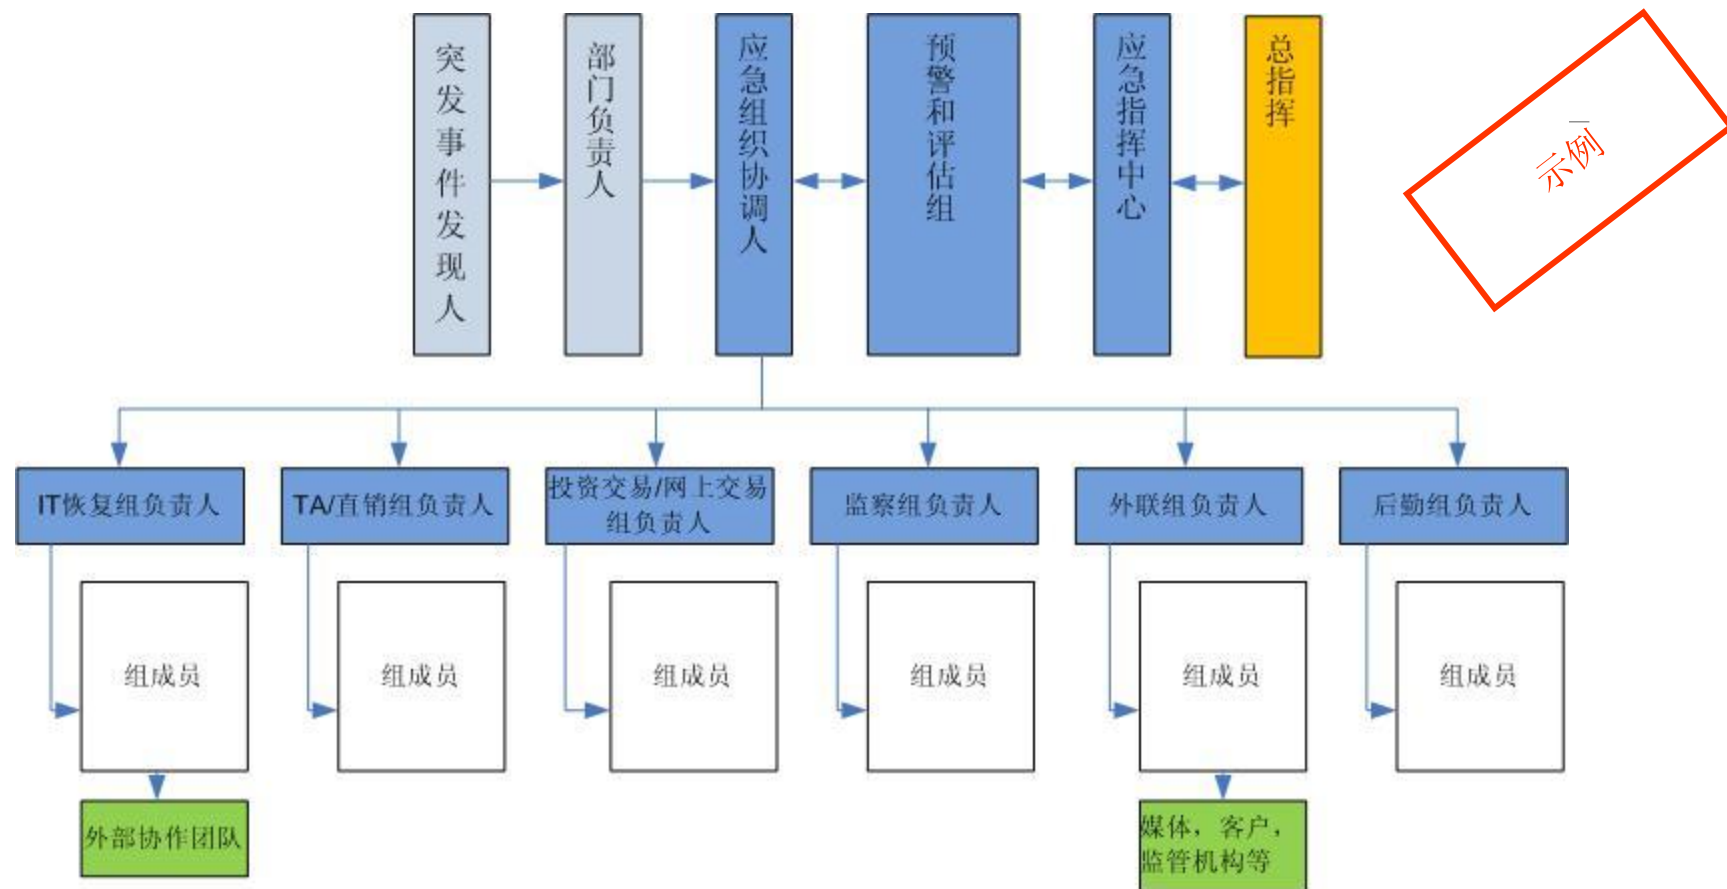 突发事件发现人
部门负责人
应急组织协调人
预警和评估组
应急指挥中心
总指挥
示例
IT恢复组负责人
TA/直销组负责人
投资交易/网上交易
组负责人
监察组负责人
外联组负责人
后勤组负责人
组成员
组成员
组成员
组成员
组成员
组成员
外部协作团队
媒体，客户，
监管机构等